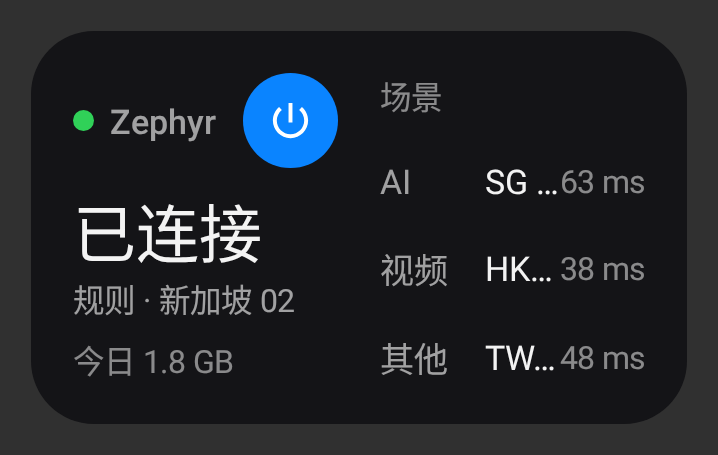 Zephyr
已连接
规则 · 新加坡 02
今日 1.8 GB
场景
AI SG ... 63 ms
视频 HK... 38 ms
其他 TW... 48 ms